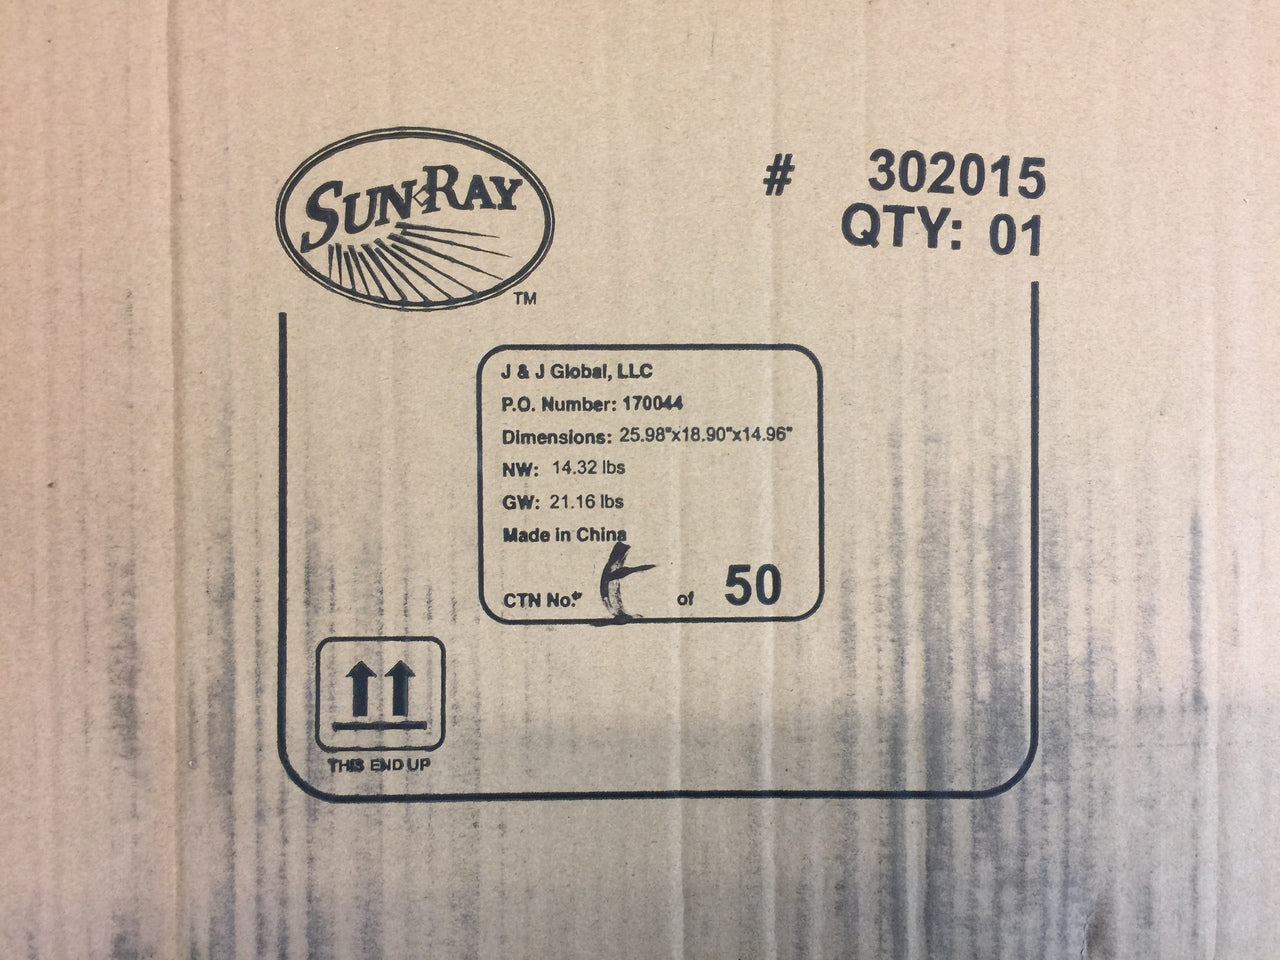 SUN RAY
TM
# 302015
QTY: 01
J & J Global, LLC
P.O. Number: 170044
Dimensions: 25.98"x18.90"x14.96"
NW: 14.32 lbs
GW: 21.16 lbs
Made in China
CTN No: of 50
THIS END UP